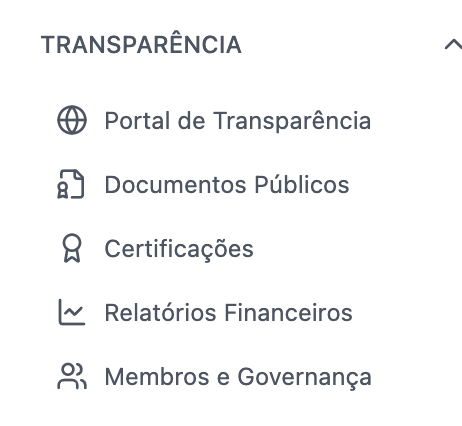 TRANSPARÊNCIA
Portal de Transparência
Documentos Públicos
Certificações
Relatórios Financeiros
Membros e Governança